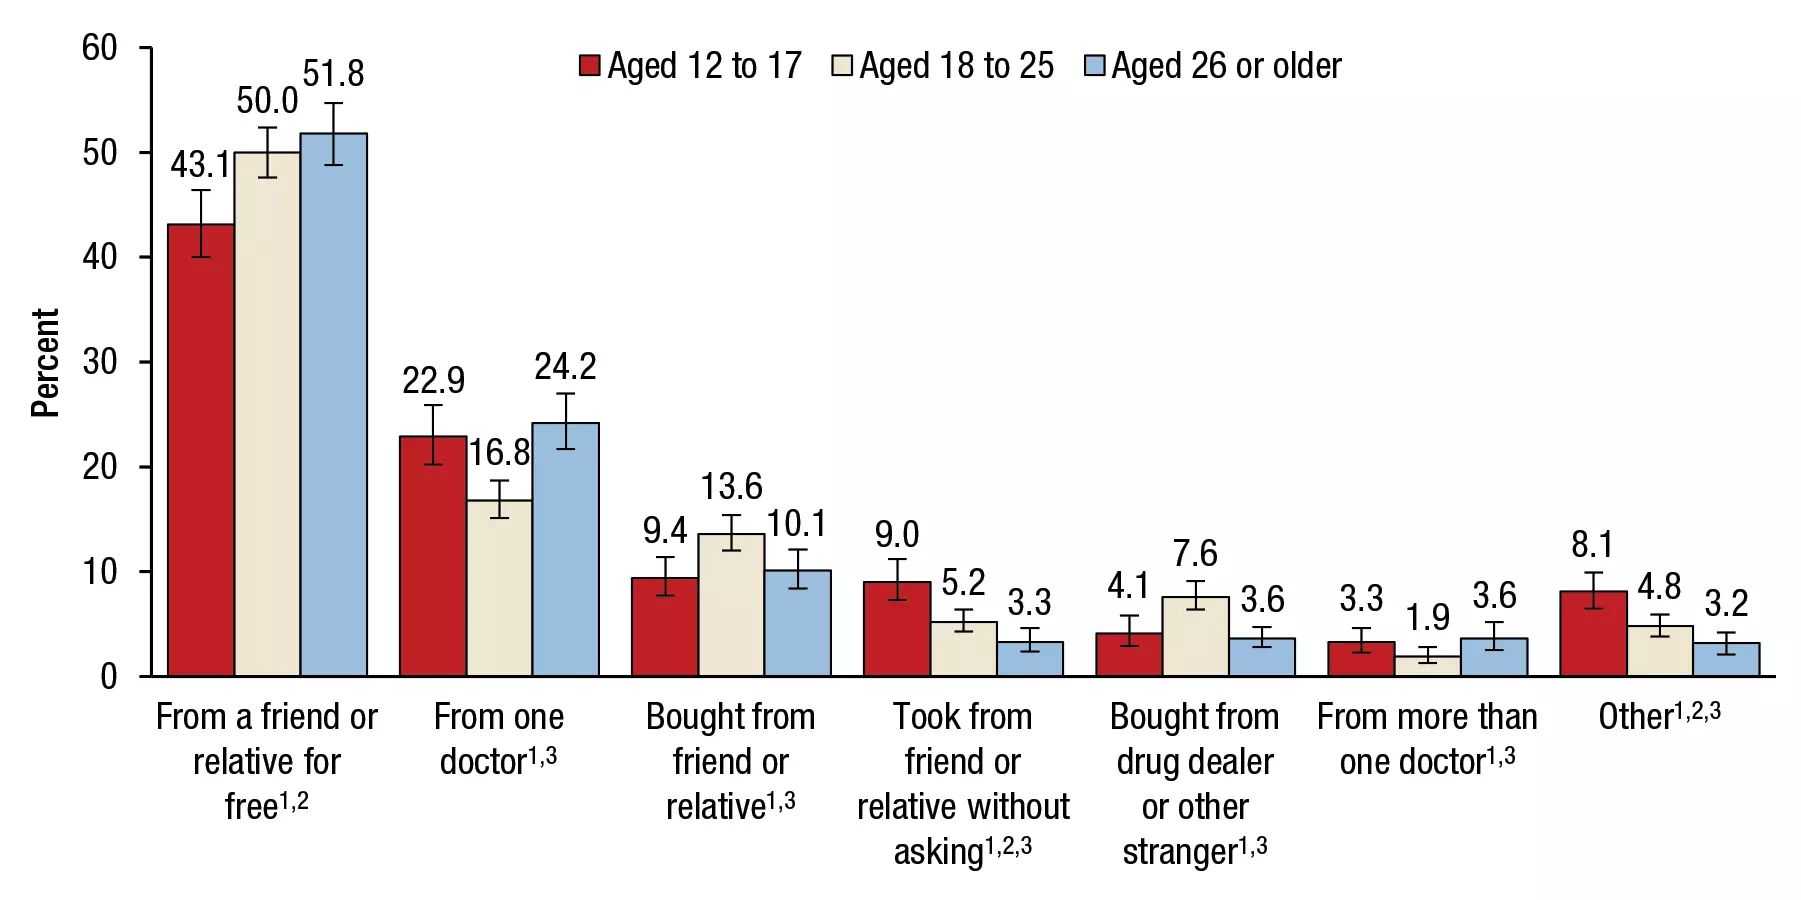 60
50
40
30
20
10
0
Percent
Aged 12 to 17 Aged 18 to 25 Aged 26 or older
43.1 50.0 51.8
22.9 16.8 24.2
9.4 13.6 10.1
9.0 5.2 3.3
4.1 7.6 3.6
3.3 1.9 3.6
8.1 4.8 3.2
From a friend or
relative for
free1,2
From one
doctor1,3
Bought from
friend or
relative1,3
Took from
friend or
relative without
asking1,2,3
Bought from
drug dealer
or other
stranger1,3
From more than
one doctor1,3
Other1,2,3